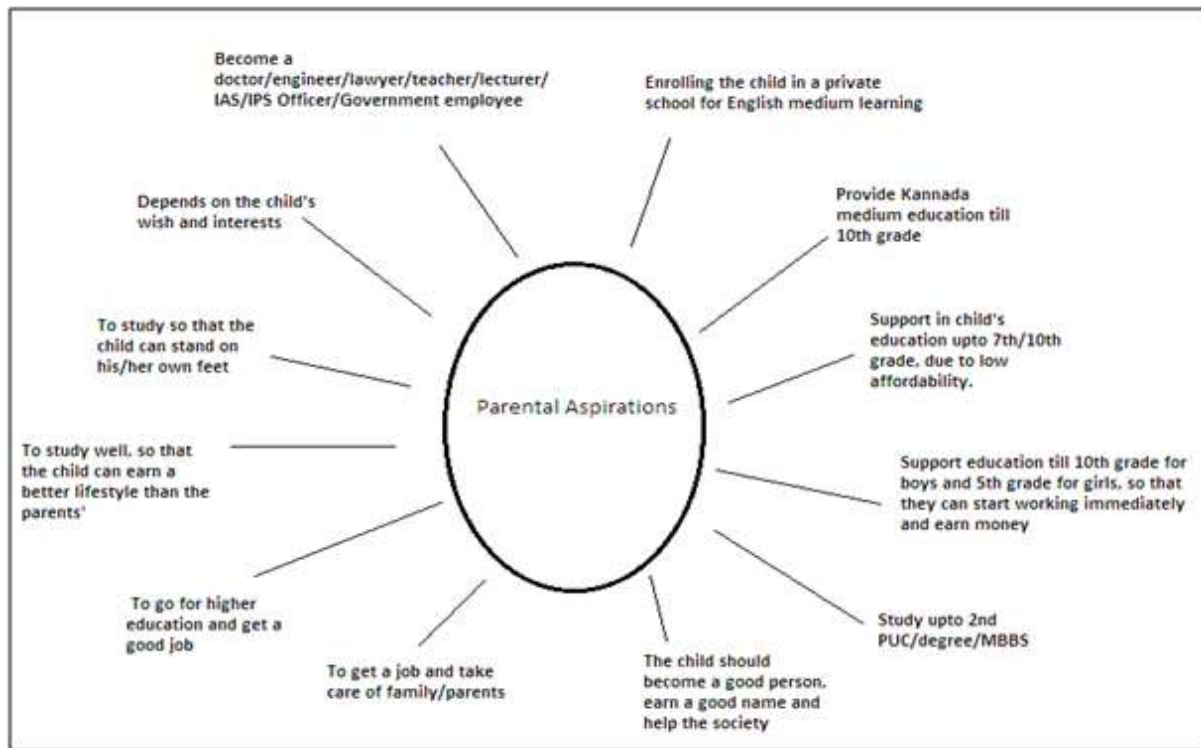 Become a
doctor/engineer/lawyer/teacher/lecturer/
IAS/IPS Officer/Government employee
Enrolling the child in a private
school for English medium learning
Depends on the child's
wish and interests
Provide Kannada
medium education till
10th grade
To study so that the
child can stand on
his/her own feet
Support in child's
education upto 7th/10th
grade, due to low
affordability.
Parental Aspirations
To study well, so that
the child can earn a
better lifestyle than the
parents'
Support education till 10th grade for
boys and 5th grade for girls, so that
they can start working immediately
and earn money
To go for higher
education and get a
good job
Study upto 2nd
PUC/degree/MBBS
To get a job and take
care of family/parents
The child should
become a good person,
earn a good name and
help the society